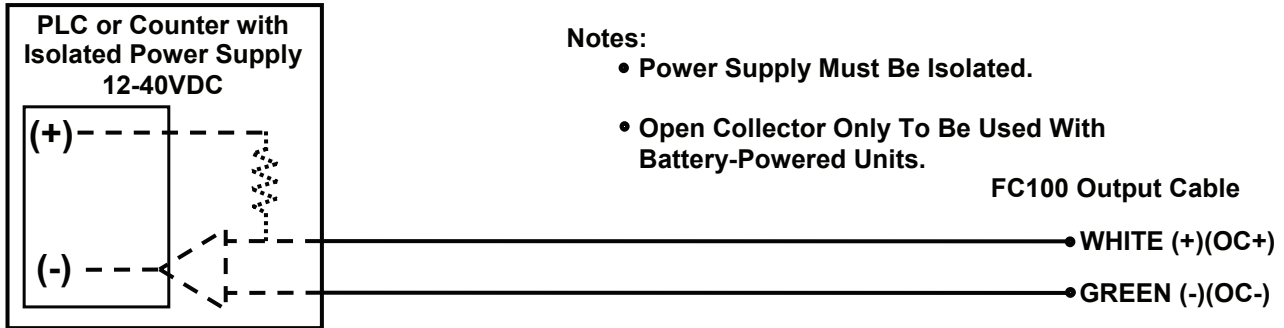 PLC or Counter with
Isolated Power Supply
12-40VDC
(+)
(-)
Notes:
• Power Supply Must Be Isolated.
• Open Collector Only To Be Used With
Battery-Powered Units.
FC100 Output Cable
WHITE (+)(OC+)
GREEN (-)(OC-)